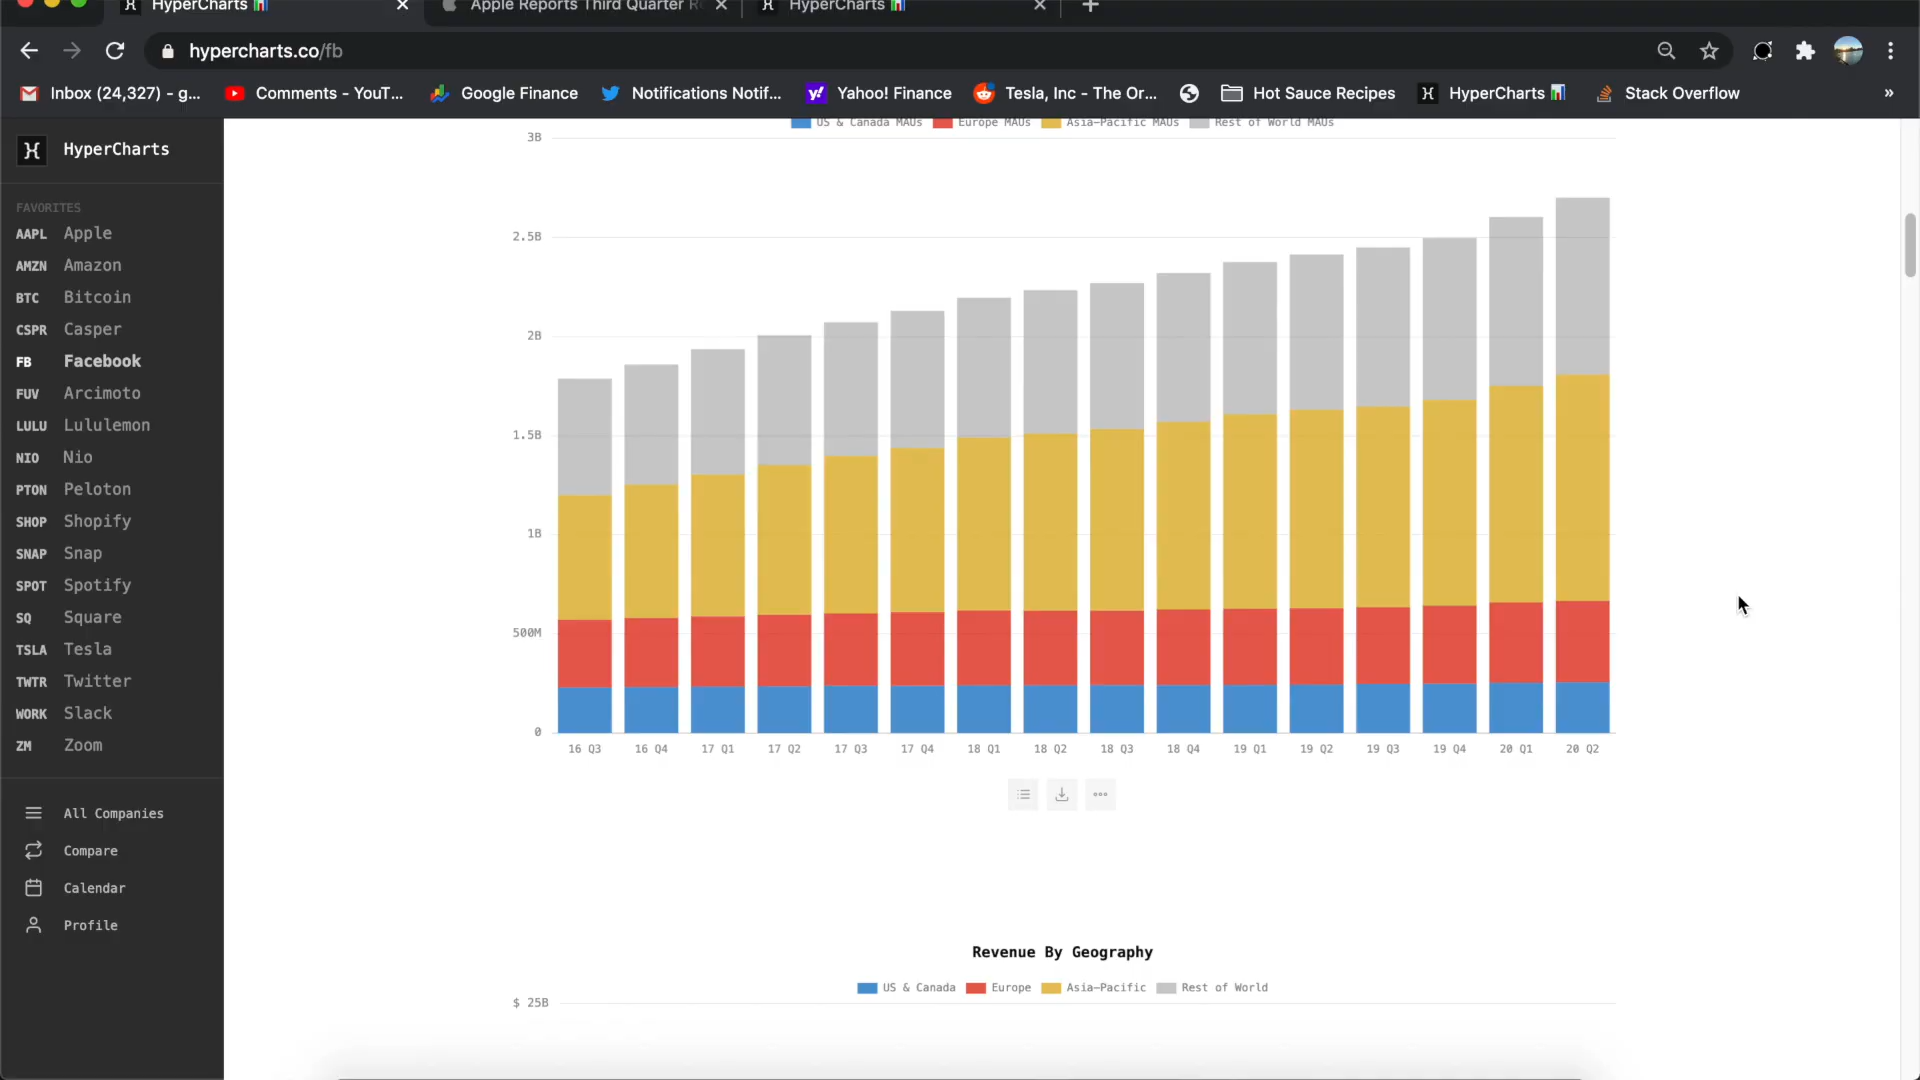 HyperCharts
Apple Reports Third Quarter R
HyperCharts
hypercharts.co/fb
Inbox (24,327) - g...
Comments - YouT...
Google Finance
Notifications Notif...
Yahoo! Finance
Tesla, Inc - The Or...
Hot Sauce Recipes
HyperCharts
Stack Overflow
»
HyperCharts
FAVORITES
AAPL Apple
AMZN Amazon
BTC Bitcoin
CSPR Casper
FB Facebook
FUV Arcimoto
LULU Lululemon
NIO Nio
PTON Peloton
SHOP Shopify
SNAP Snap
SPOT Spotify
SQ Square
TSLA Tesla
TWTR Twitter
WORK Slack
ZM Zoom
All Companies
Compare
Calendar
Profile
US & Canada MAUs Europe MAUs Asia-Pacific MAUs Rest of World MAUs
3B
2.5B
2B
1.5B
1B
500M
0
16 Q3 16 Q4 17 Q1 17 Q2 17 Q3 17 Q4 18 Q1 18 Q2 18 Q3 18 Q4 19 Q1 19 Q2 19 Q3 19 Q4 20 Q1 20 Q2
Revenue By Geography
US & Canada Europe Asia-Pacific Rest of World
$ 25B